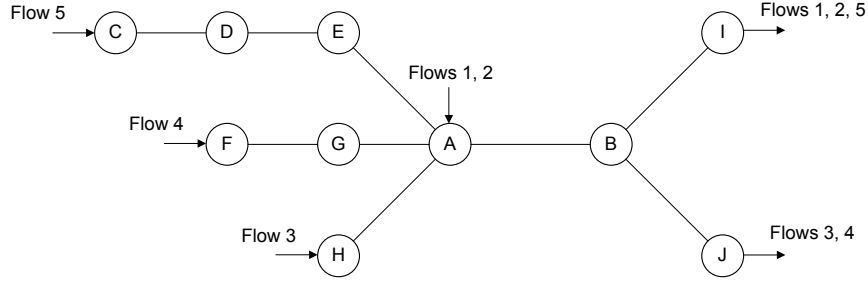 Flow 5
C
D
E
I
Flows 1, 2, 5
Flows 1, 2
Flow 4
F
G
A
B
Flow 3
H
J
Flows 3, 4